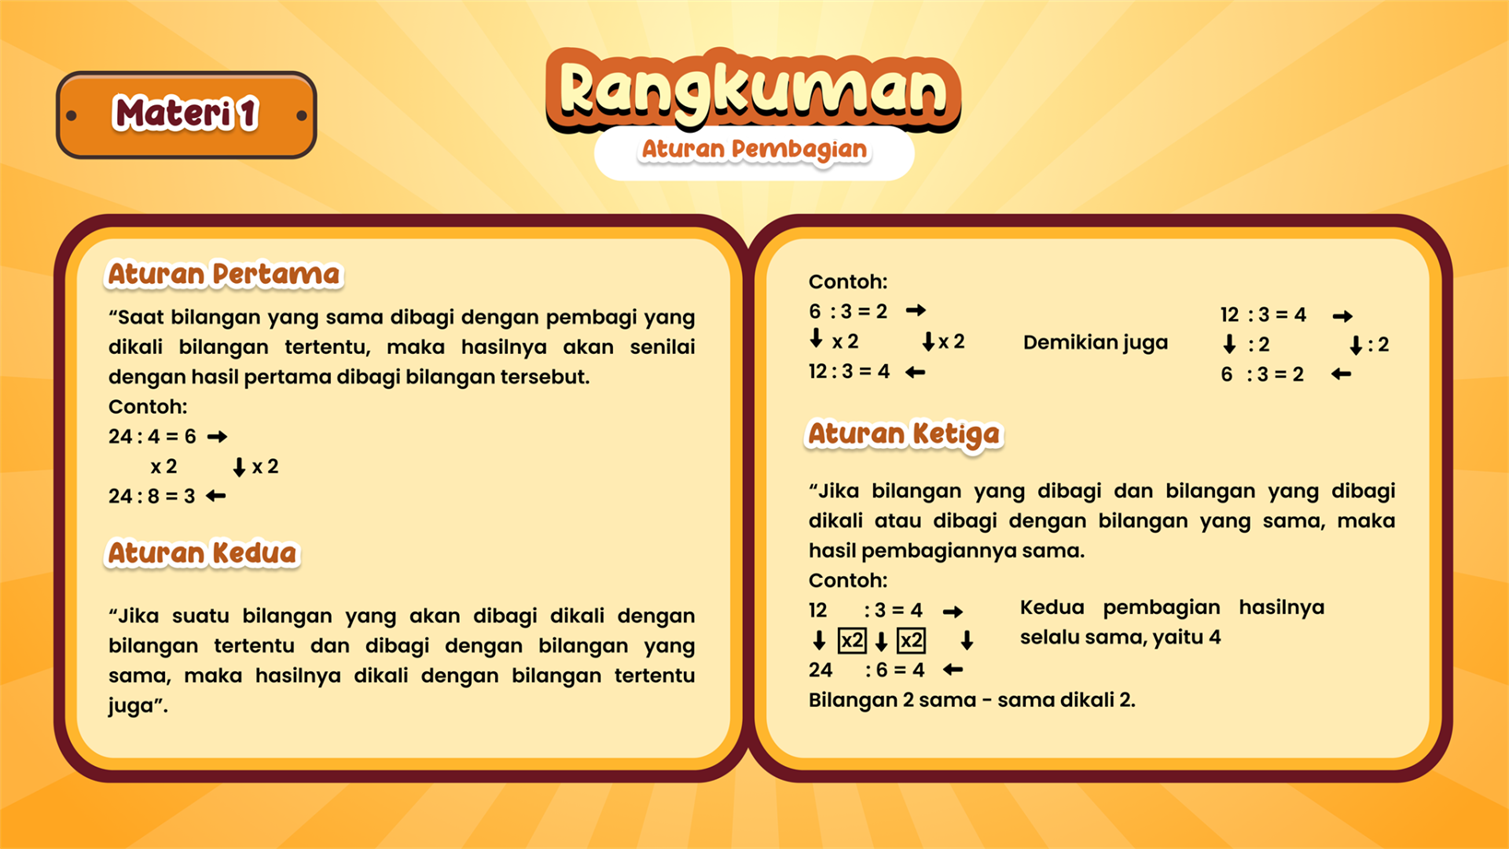 Materi 1
Rangkuman
Aturan Pembagian
Aturan Pertama
“Saat bilangan yang sama dibagi dengan pembagi yang
dikali bilangan tertentu, maka hasilnya akan senilai
dengan hasil pertama dibagi bilangan tersebut.
Contoh:
24 : 4 = 6 →
x 2 ↓ x 2
24 : 8 = 3 ←
Aturan Kedua
“Jika suatu bilangan yang akan dibagi dikali dengan
bilangan tertentu dan dibagi dengan bilangan yang
sama, maka hasilnya dikali dengan bilangan tertentu
juga”.
Contoh:
6 : 3 = 2 →
↓ x 2 ↓ x 2
12 : 3 = 4 ←
Demikian juga
12 : 3 = 4 →
↓ : 2 ↓ : 2
6 : 3 = 2 ←
Aturan Ketiga
“Jika bilangan yang dibagi dan bilangan yang dibagi
dikali atau dibagi dengan bilangan yang sama, maka
hasil pembagiannya sama.
Contoh:
12 : 3 = 4 →
↓ x2 ↓ x2 ↓
24 : 6 = 4 ←
Kedua pembagian hasilnya
selalu sama, yaitu 4
Bilangan 2 sama - sama dikali 2.